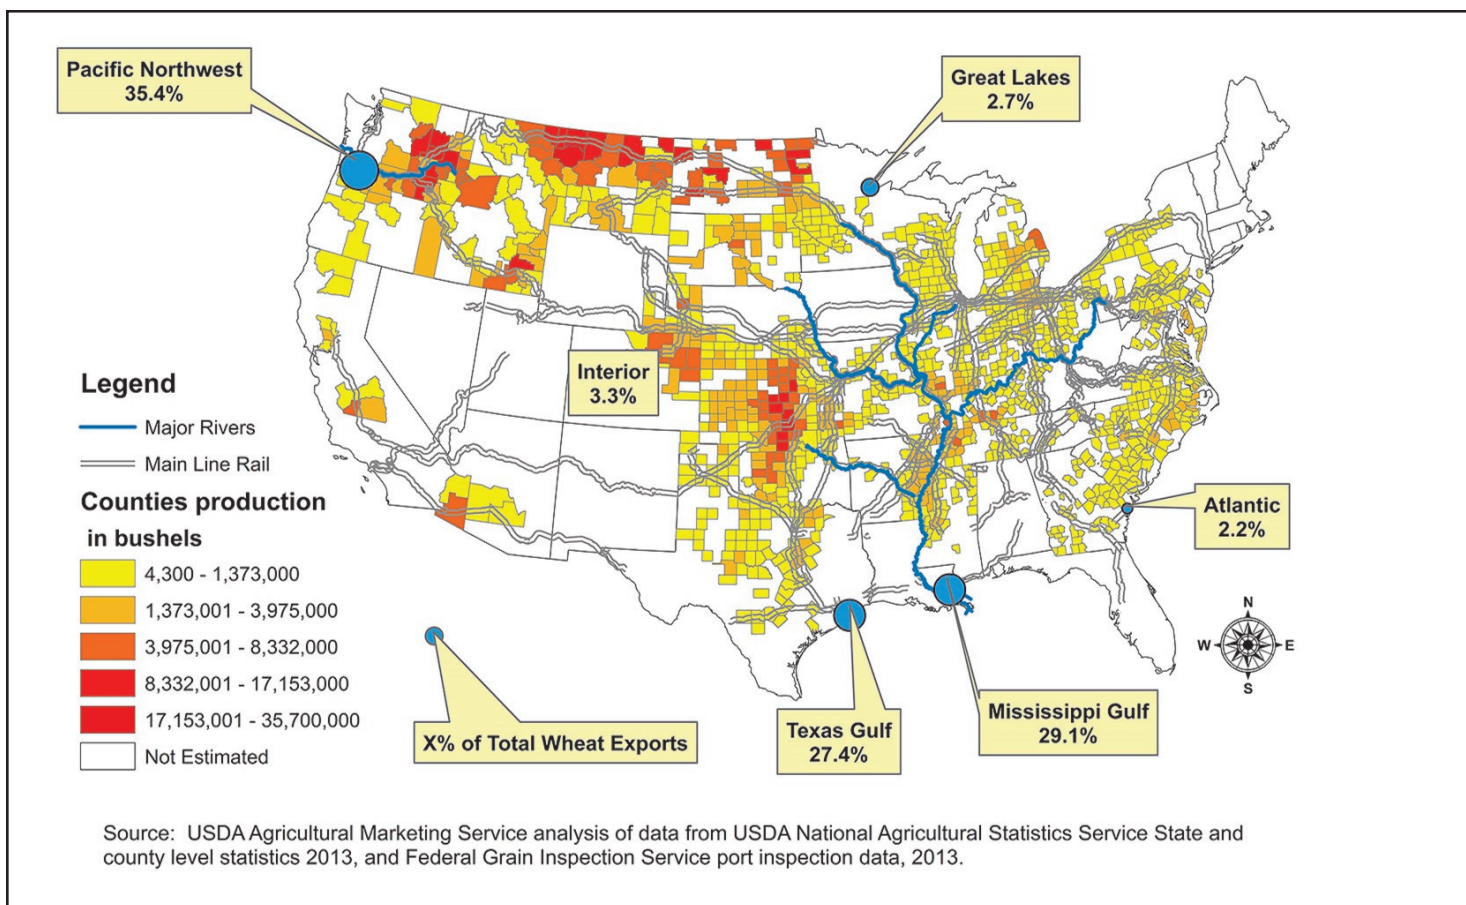 Pacific Northwest
35.4%
Great Lakes
2.7%
Interior
3.3%
Legend
Major Rivers
Main Line Rail
Counties production
in bushels
4,300 - 1,373,000
1,373,001 - 3,975,000
3,975,001 - 8,332,000
8,332,001 - 17,153,000
17,153,001 - 35,700,000
Not Estimated
X% of Total Wheat Exports
Texas Gulf
27.4%
Mississippi Gulf
29.1%
Atlantic
2.2%
N
W
E
S
Source: USDA Agricultural Marketing Service analysis of data from USDA National Agricultural Statistics Service State and
county level statistics 2013, and Federal Grain Inspection Service port inspection data, 2013.